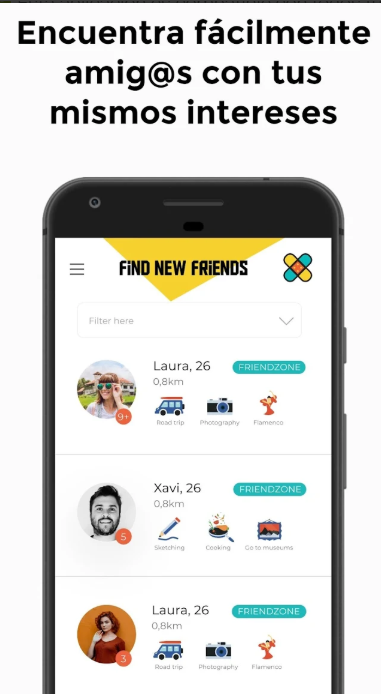 Encuentra fácilmente
amig@s con tus
mismos intereses
FiND NEW FRiENDS
Filter here
Laura, 26
FRIENDZONE
0,8km
9+
Road trip
Photography
Flamenco
Xavi, 26
FRIENDZONE
0,8km
5
Sketching
Cooking
Go to museums
Laura, 26
FRIENDZONE
0,8km
3
Road trip
Photography
Flamenco